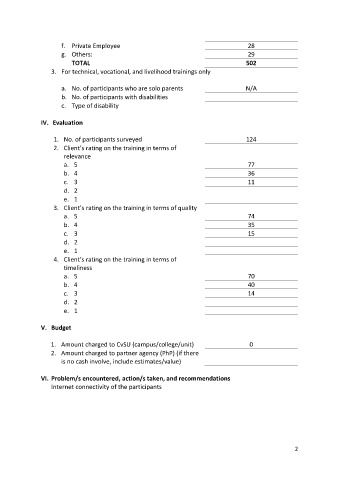 f. Private Employee 28
g. Others: 29
TOTAL 502
3. For technical, vocational, and livelihood trainings only
a. No. of participants who are solo parents N/A
b. No. of participants with disabilities
c. Type of disability
IV. Evaluation
1. No. of participants surveyed 124
2. Client's rating on the training in terms of
relevance
a. 5 77
b. 4 36
c. 3 11
d. 2
e. 1
3. Client's rating on the training in terms of quality
a. 5 74
b. 4 35
c. 3 15
d. 2
e. 1
4. Client's rating on the training in terms of
timeliness
a. 5 70
b. 4 40
c. 3 14
d. 2
e. 1
V. Budget
1. Amount charged to CvSU (campus/college/unit) 0
2. Amount charged to partner agency (PhP) (if there
is no cash involve, include estimates/value)
VI. Problem/s encountered, action/s taken, and recommendations
Internet connectivity of the participants
2